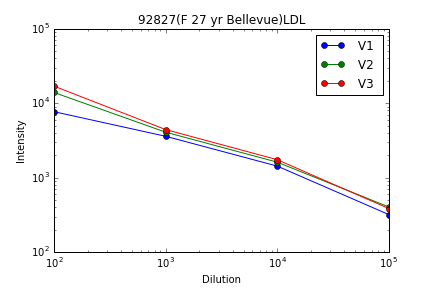 92827(F 27 yr Bellevue)LDL
10^5
10^4
10^3
10^2
Intensity
V1
V2
V3
10^2 10^3 10^4 10^5
Dilution